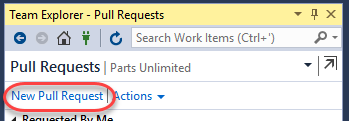 Team Explorer - Pull Requests
Search Work Items (Ctrl+')
Pull Requests | Parts Unlimited
New Pull Request | Actions
Requested By Me